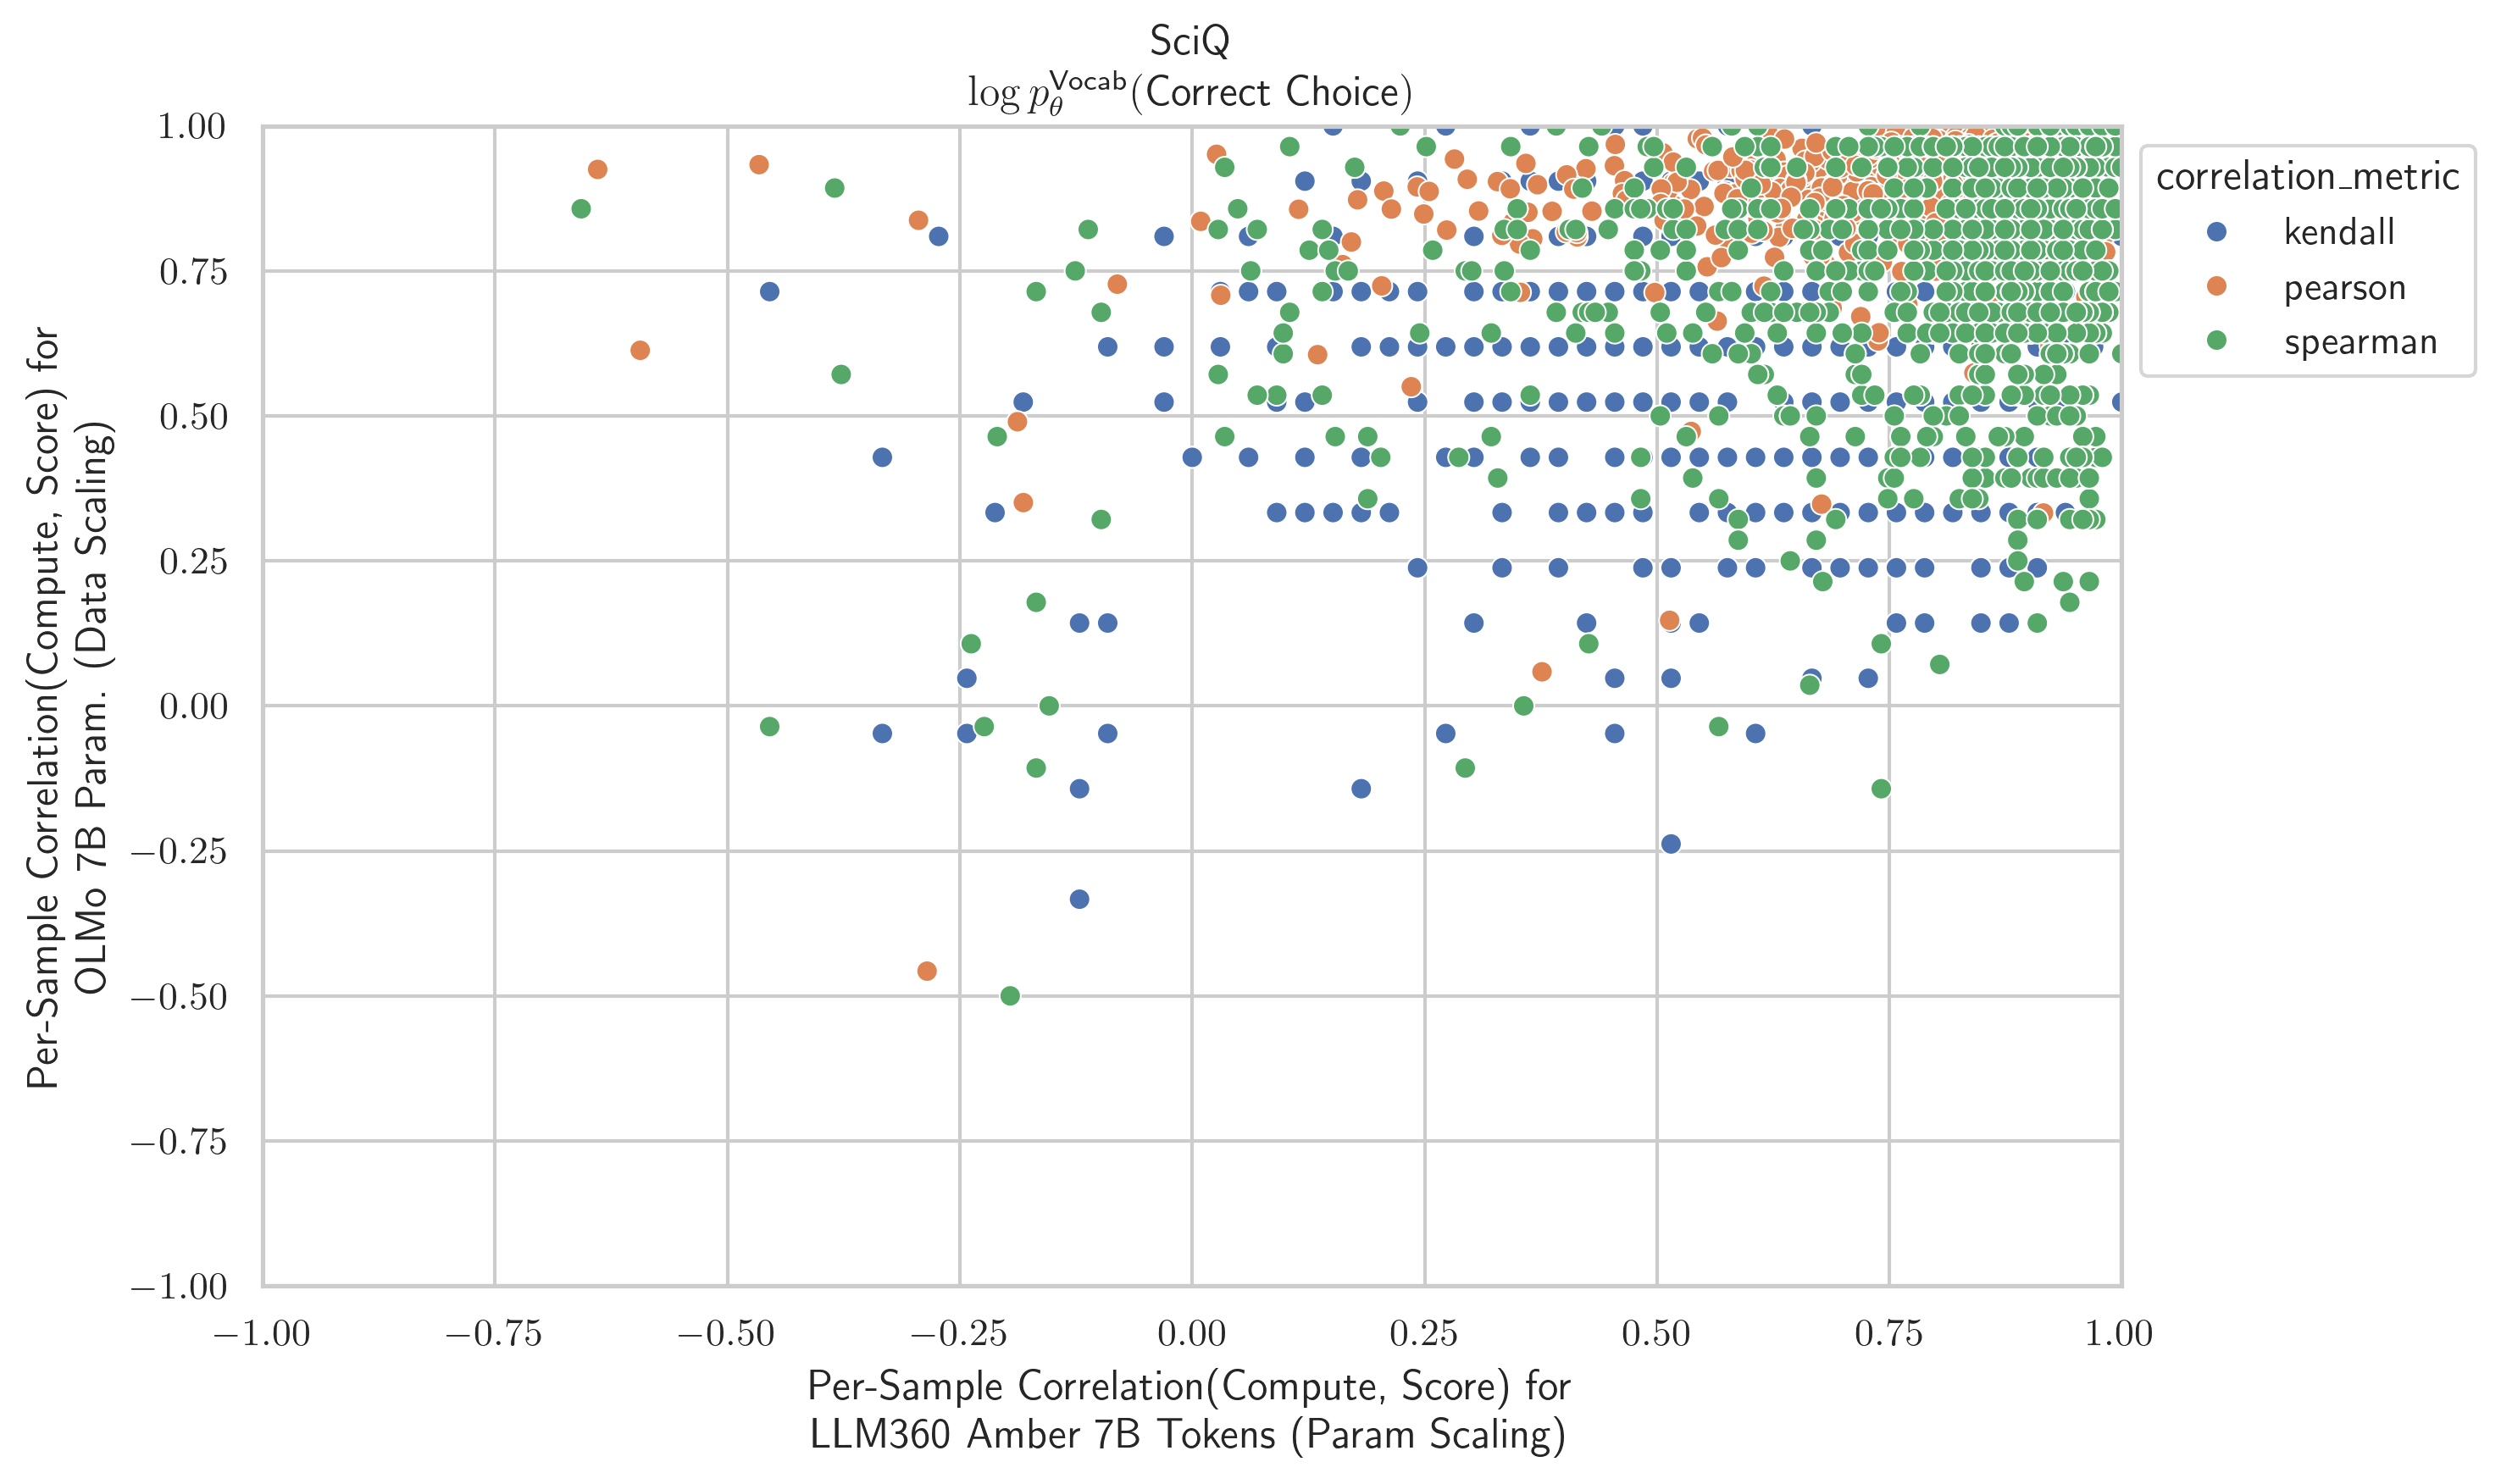 SciQ
log p_θ^Vocab(Correct Choice)
1.00
0.75
0.50
0.25
0.00
−0.25
−0.50
−0.75
−1.00
Per-Sample Correlation(Compute, Score) for
OLMo 7B Param. (Data Scaling)
−1.00 −0.75 −0.50 −0.25 0.00 0.25 0.50 0.75 1.00
Per-Sample Correlation(Compute, Score) for
LLM360 Amber 7B Tokens (Param Scaling)
correlation_metric
kendall
pearson
spearman